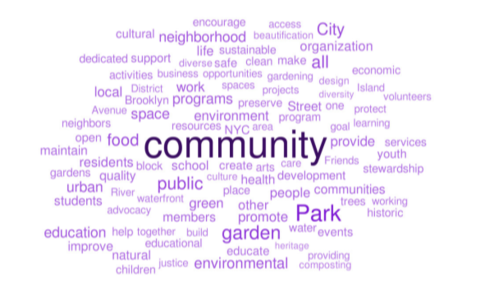 encourage access
cultural neighborhood beautification City
life sustainable organization
dedicated support diverse safe clean make all
activities business opportunities gardening economic
local District work spaces projects design Island
Brooklyn programs preserve diversity volunteers
Avenue space environment Street one protect
neighbors resources NYC area program goal learning
open food community provide services
maintain youth
residents block school create arts care Friends stewardship
gardens quality culture health development
urban River public place people communities
students waterfront green other trees working
advocacy members promote Park historic
education help together build garden water events
improve educational educate heritage
natural justice environmental providing
children composting